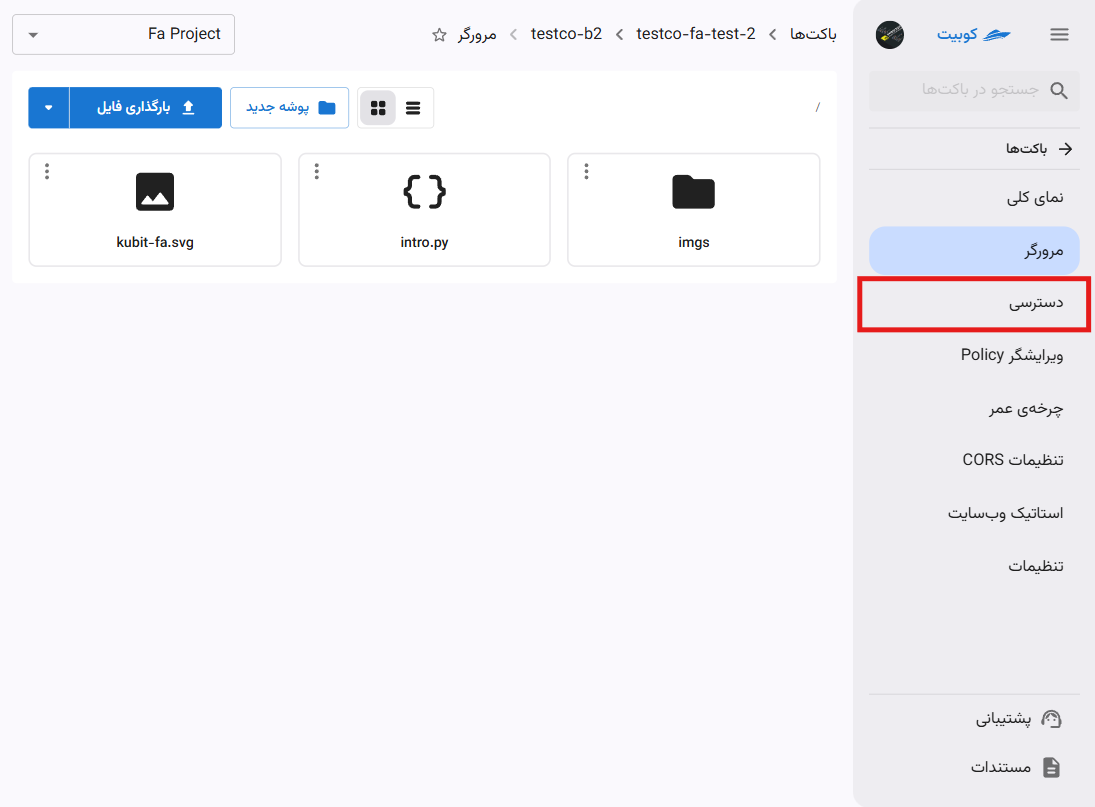 کوبیت
جستجو در باکت‌ها
باکت‌ها
نمای کلی
مرورگر
دسترسی
ویرایشگر Policy
چرخه‌ی عمر
تنظیمات CORS
استاتیک وب‌سایت
تنظیمات
پشتیبانی
مستندات
باکت‌ها > testco-fa-test-2 > testco-b2 > مرورگر
Fa Project
/
پوشه جدید
بارگذاری فایل
imgs
intro.py
kubit-fa.svg